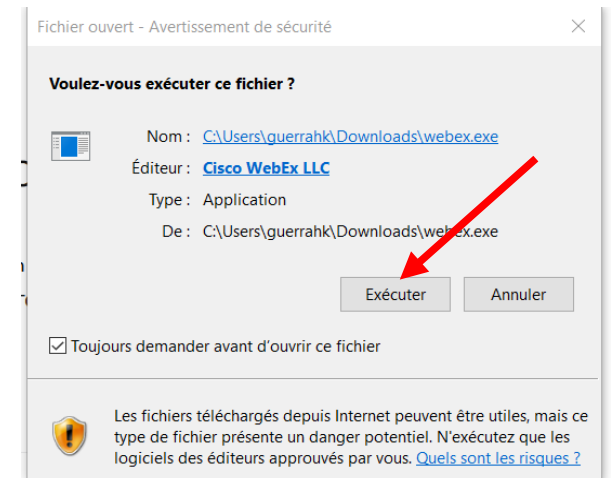 Fichier ouvert - Avertissement de sécurité
Voulez-vous exécuter ce fichier ?
Nom : C:\Users\guerrahk\Downloads\webex.exe
Éditeur : Cisco WebEx LLC
Type : Application
De : C:\Users\guerrahk\Downloads\webex.exe
Exécuter Annuler
Toujours demander avant d’ouvrir ce fichier
Les fichiers téléchargés depuis Internet peuvent être utiles, mais ce
type de fichier présente un danger potentiel. N'exécutez que les
logiciels des éditeurs approuvés par vous. Quels sont les risques ?